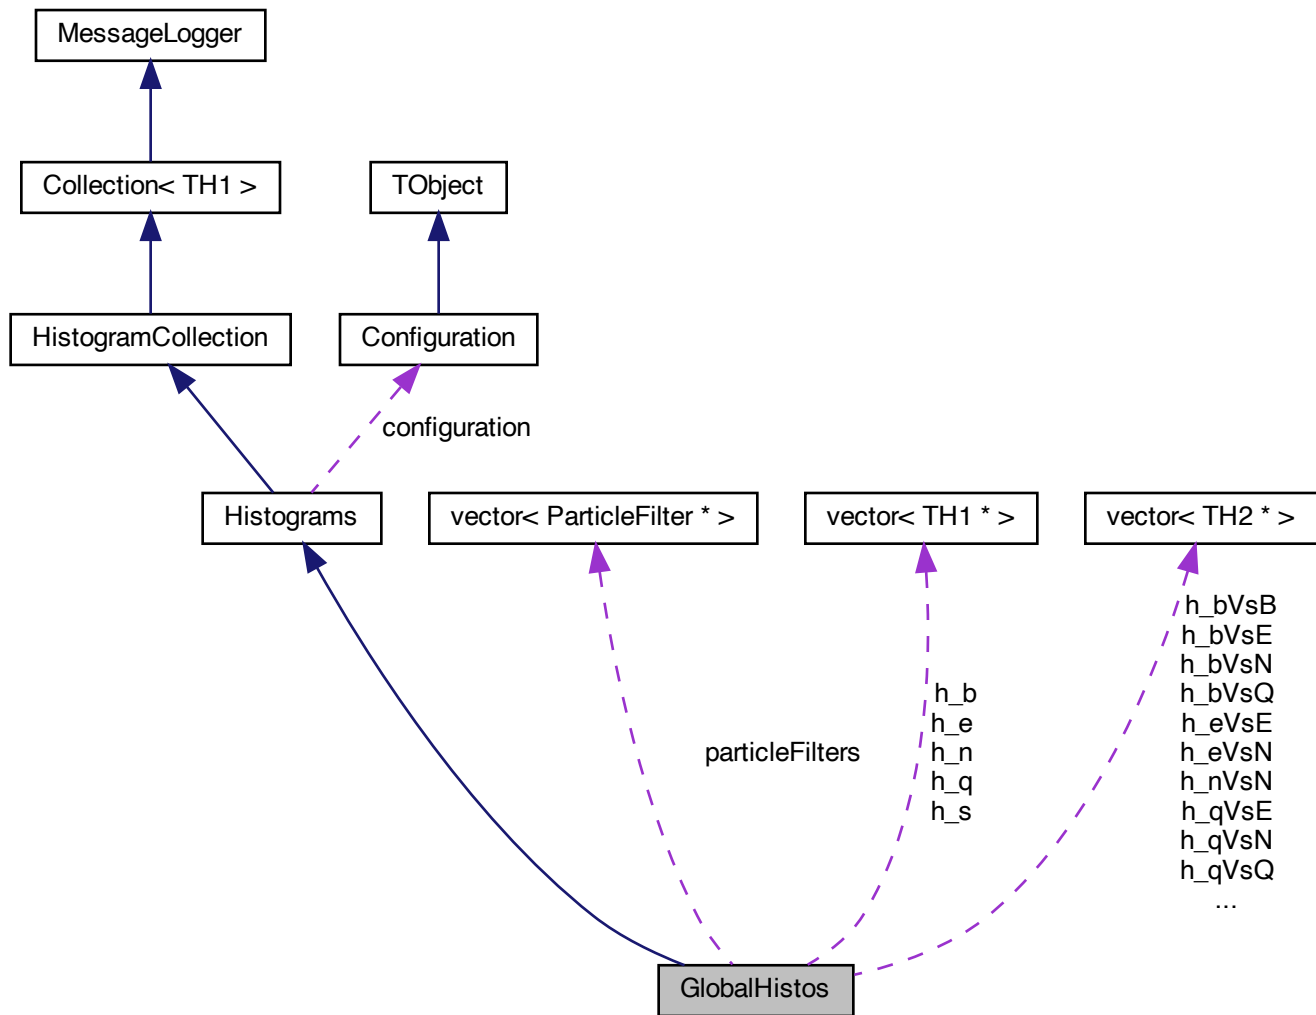 MessageLogger
Collection< TH1 >
TObject
HistogramCollection
Configuration
configuration
Histograms
vector< ParticleFilter * >
vector< TH1 * >
vector< TH2 * >
particleFilters
h_b
h_e
h_n
h_q
h_s
h_bVsB
h_bVsE
h_bVsN
h_bVsQ
h_eVsE
h_eVsN
h_nVsN
h_qVsE
h_qVsN
h_qVsQ
...
GlobalHistos